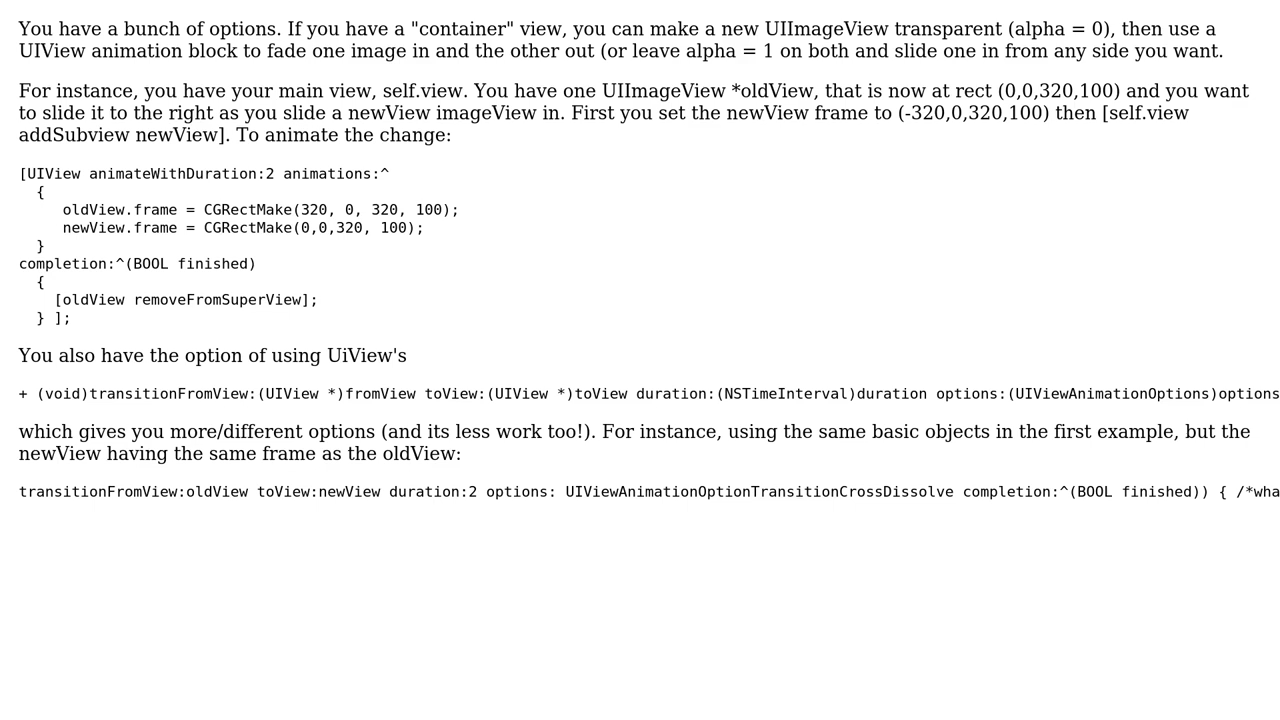 You have a bunch of options. If you have a "container" view, you can make a new UIImageView transparent (alpha = 0), then use a
UIView animation block to fade one image in and the other out (or leave alpha = 1 on both and slide one in from any side you want.
For instance, you have your main view, self.view. You have one UIImageView *oldView, that is now at rect (0,0,320,100) and you want
to slide it to the right as you slide a newView imageView in. First you set the newView frame to (-320,0,320,100) then [self.view
addSubview newView]. To animate the change:
[UIView animateWithDuration:2 animations:^
  {
     oldView.frame = CGRectMake(320, 0, 320, 100);
     newView.frame = CGRectMake(0,0,320, 100);
  }
completion:^(BOOL finished)
  {
    [oldView removeFromSuperView];
  } ];
You also have the option of using UiView's
+ (void)transitionFromView:(UIView *)fromView toView:(UIView *)toView duration:(NSTimeInterval)duration options:(UIViewAnimationOptions)options
which gives you more/different options (and its less work too!). For instance, using the same basic objects in the first example, but the
newView having the same frame as the oldView:
transitionFromView:oldView toView:newView duration:2 options: UIViewAnimationOptionTransitionCrossDissolve completion:^(BOOL finished)) { /*wha